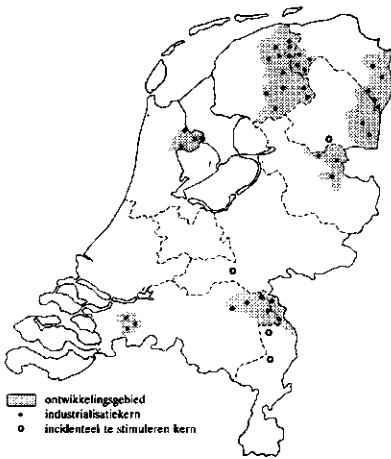 ontwikkelingsgebied
industrialisatiekern
incidenteel te stimuleren kern